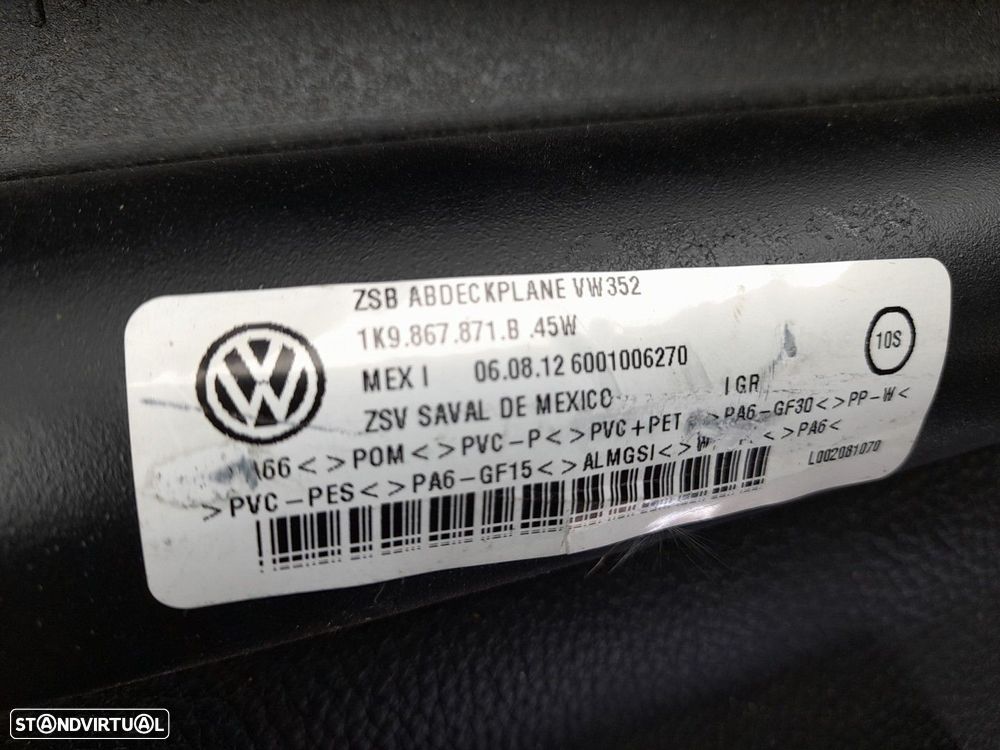 ZSB ABDECKPLANE VW352
1K9.867.871.B .45W
10S
MEX I 06.08.12 6001006270
ZSV SAVAL DE MEXICO IGR
A66< >POM< >PVC-P< >PVC+PET >PA6-GF30< >PP-W<
>PVC-PES< >PA6-GF15< >ALMGSI< >W < >PA6<
L002081070
STANDVIRTUAL